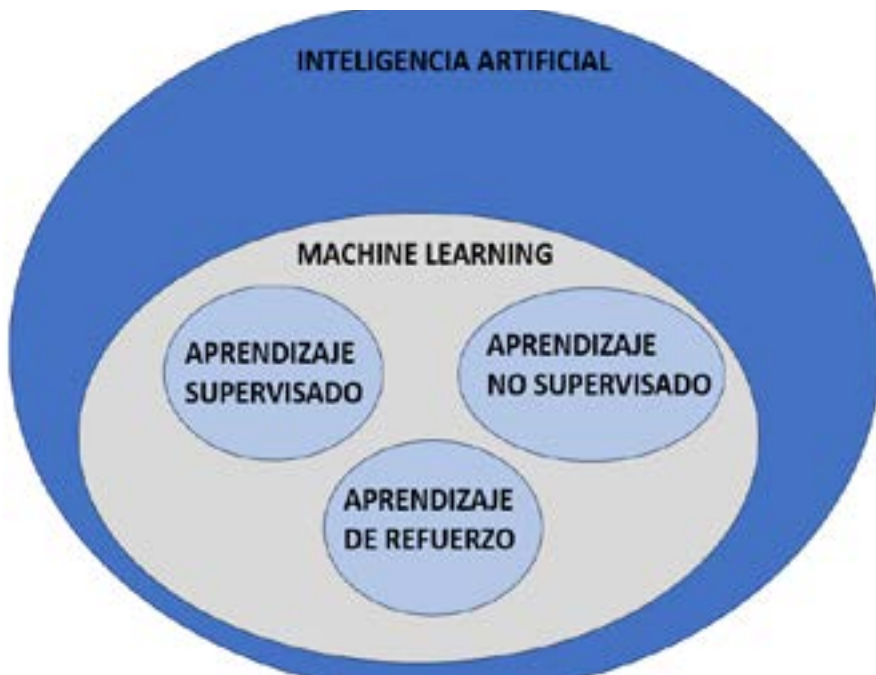 INTELIGENCIA ARTIFICIAL
MACHINE LEARNING
APRENDIZAJE
SUPERVISADO
APRENDIZAJE
NO SUPERVISADO
APRENDIZAJE
DE REFUERZO